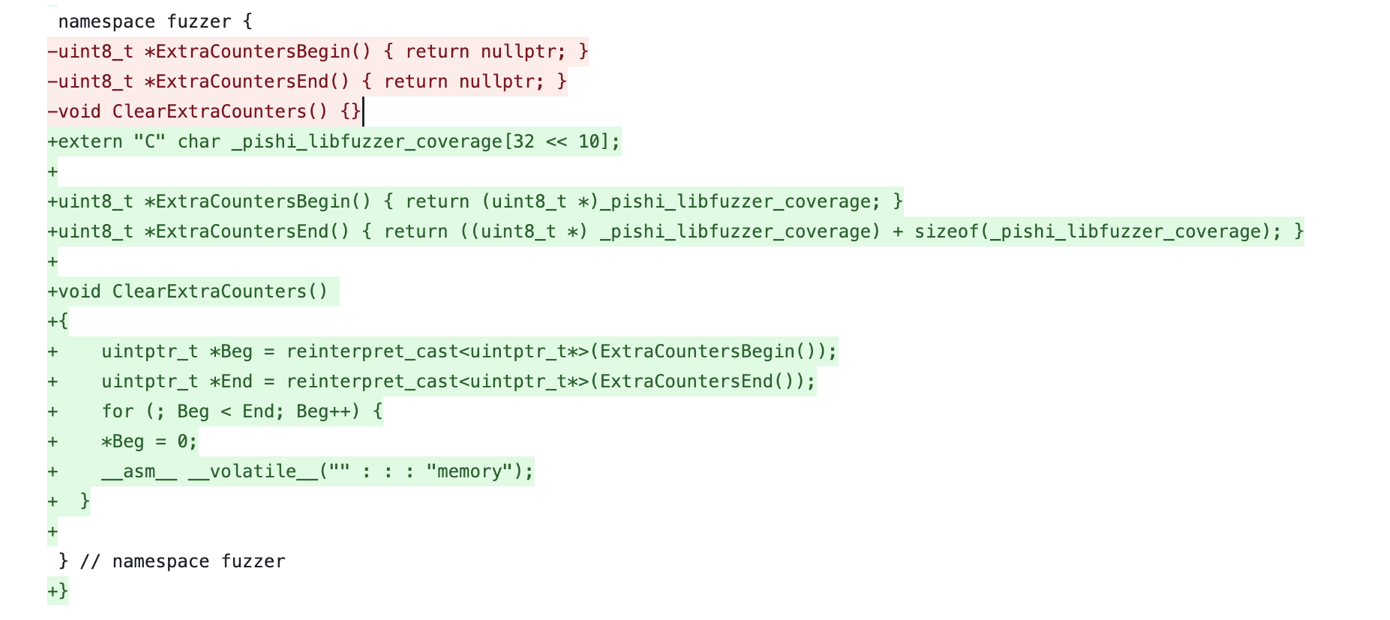 namespace fuzzer {
-uint8_t *ExtraCountersBegin() { return nullptr; }
-uint8_t *ExtraCountersEnd() { return nullptr; }
-void ClearExtraCounters() {}
+extern "C" char _pishi_libfuzzer_coverage[32 << 10];
+
+uint8_t *ExtraCountersBegin() { return (uint8_t *)_pishi_libfuzzer_coverage; }
+uint8_t *ExtraCountersEnd() { return ((uint8_t *) _pishi_libfuzzer_coverage) + sizeof(_pishi_libfuzzer_coverage); }
+
+void ClearExtraCounters()
+{
+    uintptr_t *Beg = reinterpret_cast<uintptr_t*>(ExtraCountersBegin());
+    uintptr_t *End = reinterpret_cast<uintptr_t*>(ExtraCountersEnd());
+    for (; Beg < End; Beg++) {
+    *Beg = 0;
+    __asm__ __volatile__("" : : : "memory");
+  }
+
 } // namespace fuzzer
+}